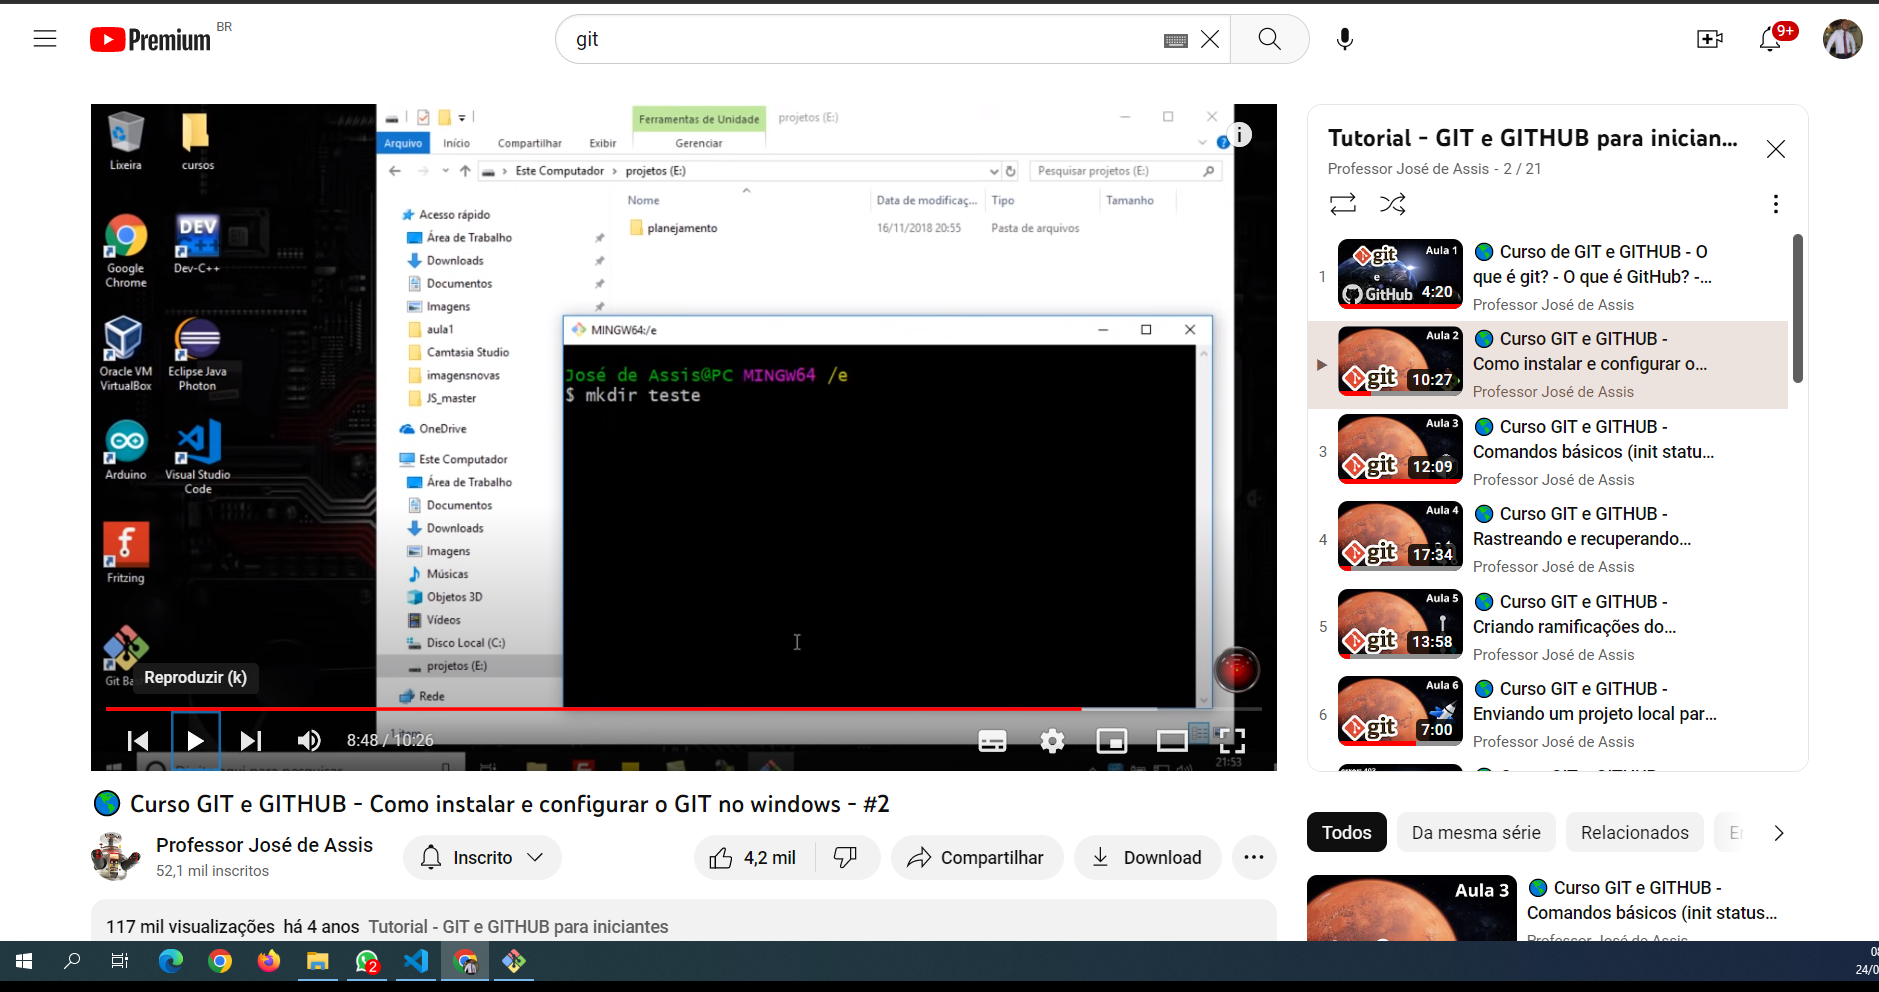 Premium BR
git
9+
Lixeira
cursos
Google Chrome
Dev-C++
Oracle VM VirtualBox
Eclipse Java Photon
Arduino
Visual Studio Code
Fritzing
Git Ba
Reproduzir (k)
Ferramentas de Unidade
projetos (E:)
Arquivo
Início
Compartilhar
Exibir
Gerenciar
Este Computador > projetos (E:)
Pesquisar projetos (E:)
Nome
Data de modificaç...
Tipo
Tamanho
planejamento
16/11/2018 20:55
Pasta de arquivos
Acesso rápido
Área de Trabalho
Downloads
Documentos
Imagens
aula1
Camtasia Studio
imagensnovas
JS_master
OneDrive
Este Computador
Área de Trabalho
Documentos
Downloads
Imagens
Músicas
Objetos 3D
Vídeos
Disco Local (C:)
projetos (E:)
Rede
MINGW64:/e
José de Assis@PC MINGW64 /e
$ mkdir teste
8:48 / 10:26
21:53
Curso GIT e GITHUB - Como instalar e configurar o GIT no windows - #2
Professor José de Assis
52,1 mil inscritos
Inscrito
4,2 mil
Compartilhar
Download
117 mil visualizações há 4 anos Tutorial - GIT e GITHUB para iniciantes
Tutorial - GIT e GITHUB para inician...
Professor José de Assis - 2 / 21
1
Aula 1
git
e
GitHub
4:20
Curso de GIT e GITHUB - O
que é git? - O que é GitHub? -...
Professor José de Assis
Aula 2
git
10:27
Curso GIT e GITHUB -
Como instalar e configurar o...
Professor José de Assis
3
Aula 3
git
12:09
Curso GIT e GITHUB -
Comandos básicos (init statu...
Professor José de Assis
4
Aula 4
git
17:34
Curso GIT e GITHUB -
Rastreando e recuperando...
Professor José de Assis
5
Aula 5
git
13:58
Curso GIT e GITHUB -
Criando ramificações do...
Professor José de Assis
6
Aula 6
git
7:00
Curso GIT e GITHUB -
Enviando um projeto local par...
Professor José de Assis
Todos
Da mesma série
Relacionados
Aula 3
Curso GIT e GITHUB -
Comandos básicos (init status...
Professor José de Assis
2
24/0